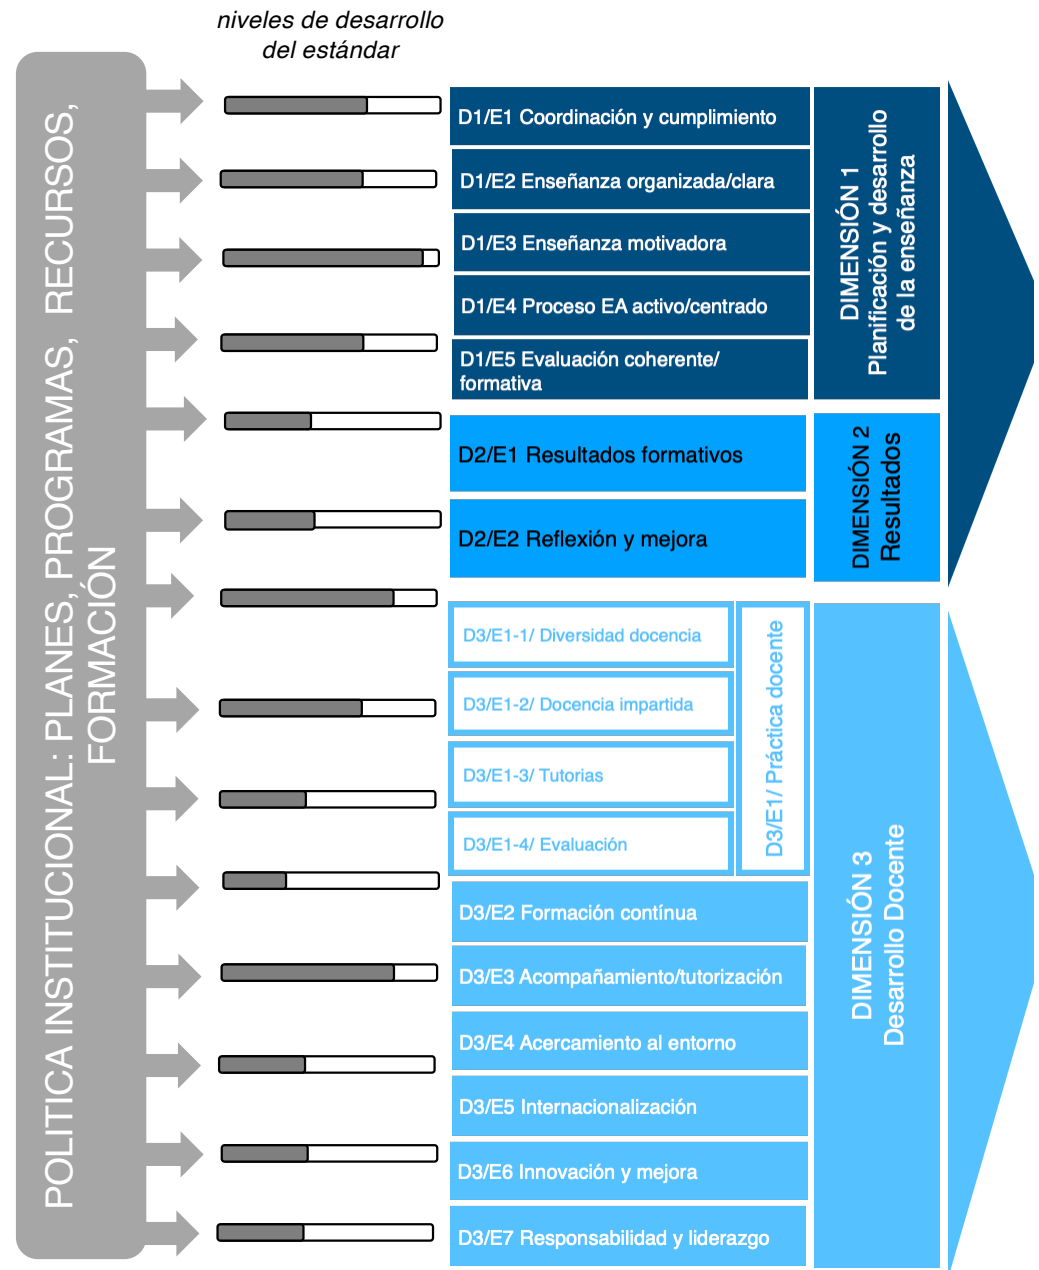 niveles de desarrollo
del estándar
POLITICA INSTITUCIONAL: PLANES, PROGRAMAS, RECURSOS,
FORMACIÓN
D1/E1 Coordinación y cumplimiento
D1/E2 Enseñanza organizada/clara
D1/E3 Enseñanza motivadora
D1/E4 Proceso EA activo/centrado
D1/E5 Evaluación coherente/
formativa
DIMENSIÓN 1
Planificación y desarrollo
de la enseñanza
D2/E1 Resultados formativos
D2/E2 Reflexión y mejora
DIMENSIÓN 2
Resultados
D3/E1-1/ Diversidad docencia
D3/E1-2/ Docencia impartida
D3/E1-3/ Tutorias
D3/E1-4/ Evaluación
D3/E1/ Práctica docente
D3/E2 Formación contínua
D3/E3 Acompañamiento/tutorización
D3/E4 Acercamiento al entorno
D3/E5 Internacionalización
D3/E6 Innovación y mejora
D3/E7 Responsabilidad y liderazgo
DIMENSIÓN 3
Desarrollo Docente